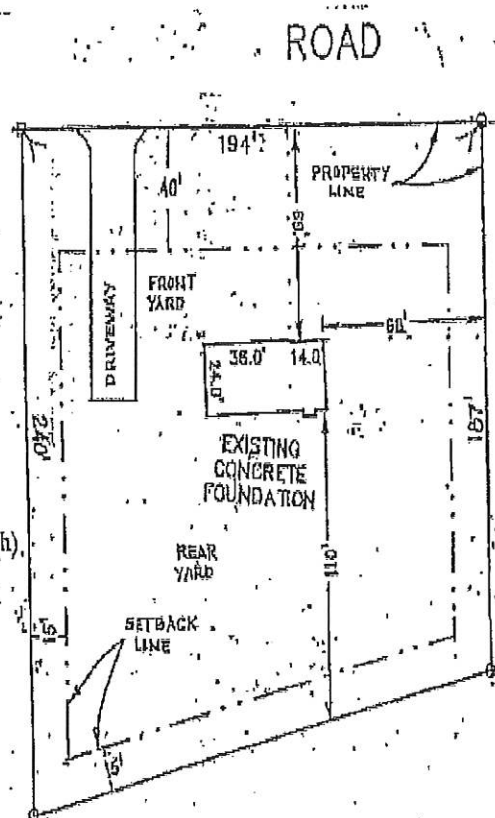 ROAD
194'
40'
PROPERTY
LINE
FRONT
YARD
DRIVEWAY
36.0'
14.0'
24.0'
240'
187'
EXISTING
CONCRETE
FOUNDATION
110'
REAR
YARD
SETBACK
LINE
15'